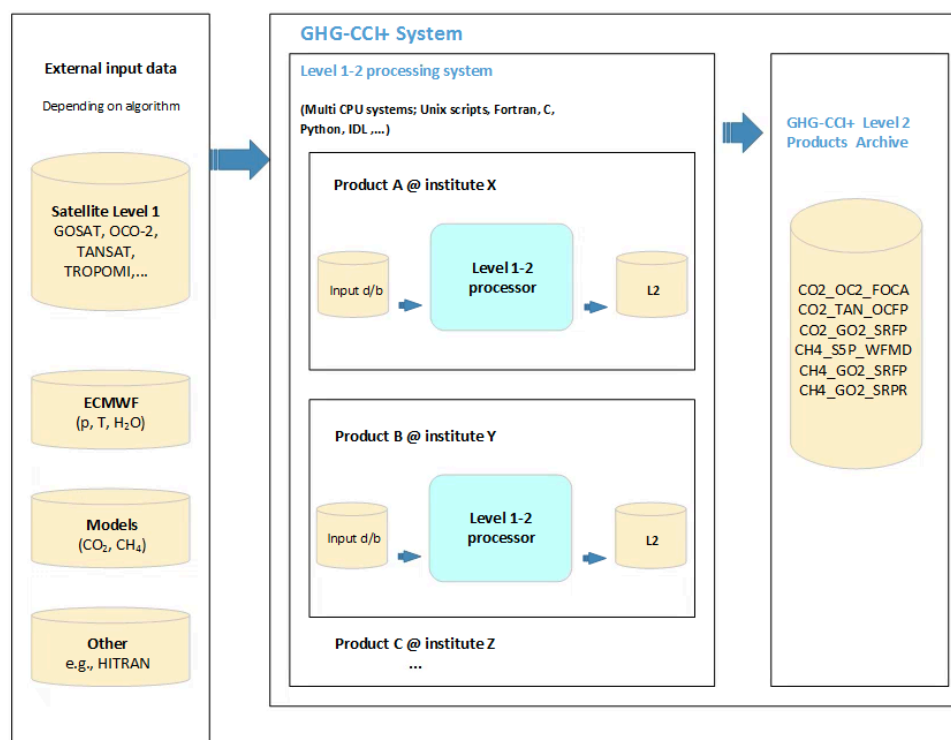 External input data
Depending on algorithm
Satellite Level 1
GOSAT, OCO-2,
TANSAT,
TROPOMI,...
ECMWF
(p, T, H₂O)
Models
(CO₂, CH₄)
Other
e.g., HITRAN
GHG-CCI+ System
Level 1-2 processing system
(Multi CPU systems; Unix scripts, Fortran, C,
Python, IDL ,...)
Product A @ institute X
Input d/b
Level 1-2
processor
L2
Product B @ institute Y
Input d/b
Level 1-2
processor
L2
Product C @ institute Z
...
GHG-CCI+ Level 2
Products Archive
CO2_OC2_FOCA
CO2_TAN_OCFP
CO2_GO2_SRFP
CH4_S5P_WFMD
CH4_GO2_SRFP
CH4_GO2_SRPR